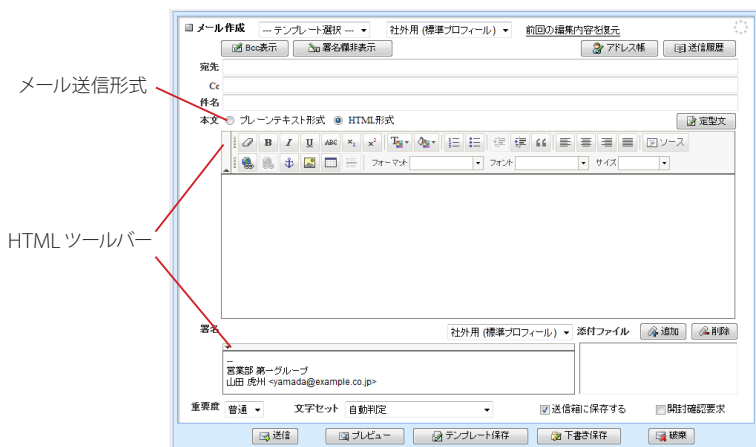 メール作成 --- テンプレート選択 --- 社外用 (標準プロフィール) 前回の編集内容を復元
Bcc表示 署名欄非表示 アドレス帳 送信履歴
宛先
メール送信形式
Cc
件名
本文 プレーンテキスト形式 HTML形式 定型文
B I U ABC ×₂ ×² ソース
フォーマット フォント サイズ
HTML ツールバー
署名 社外用 (標準プロフィール) 添付ファイル 追加 削除
--
営業部 第一グループ
山田 虎州 <yamada@example.co.jp>
重要度 普通 文字セット 自動判定 送信箱に保存する 開封確認要求
送信 プレビュー テンプレート保存 下書き保存 破棄